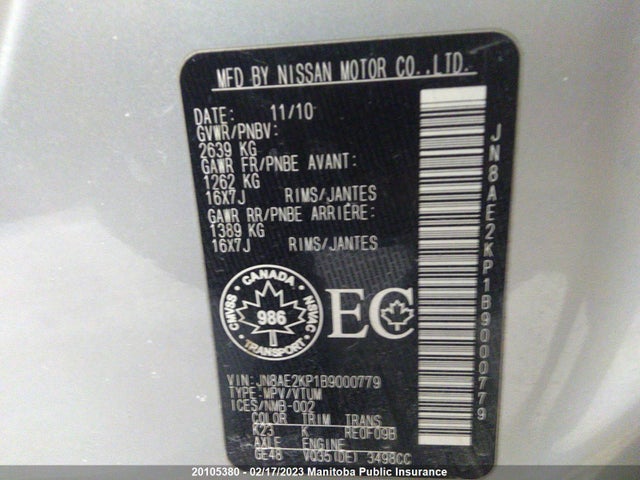 MFD BY NISSAN MOTOR CO.,LTD.
DATE: 11/10
GVWR/PNBV:
2639 KG
GAWR FR/PNBE AVANT:
1262 KG
16X7J RIMS/JANTES
GAWR RR/PNBE ARRIÉRE:
1389 KG
16X7J RIMS/JANTES
CANADA
CMVSS 986 NSVAC
TRANSPORT
EC
JN8AE2KP1B9000779
VIN: JN8AE2KP1B9000779
TYPE:MPV/VTUM
ICES/NMB-002
COLOR TRIM TRANS
K23 K RE0F09B
AXLE ENGINE
GE48 VQ35(DE) 3498CC
20105380 - 02/17/2023 Manitoba Public Insurance